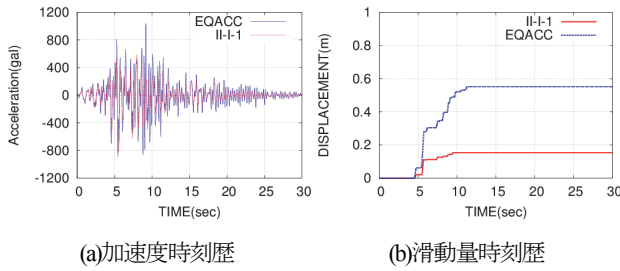 EQACC
II-I-1
Acceleration(gal)
1200
800
400
0
-400
-800
-1200
0 5 10 15 20 25 30
TIME(sec)
(a)加速度時刻歴
II-I-1
EQACC
DISPLACEMENT(m)
1
0.8
0.6
0.4
0.2
0
0 5 10 15 20 25 30
TIME(sec)
(b)滑動量時刻歴